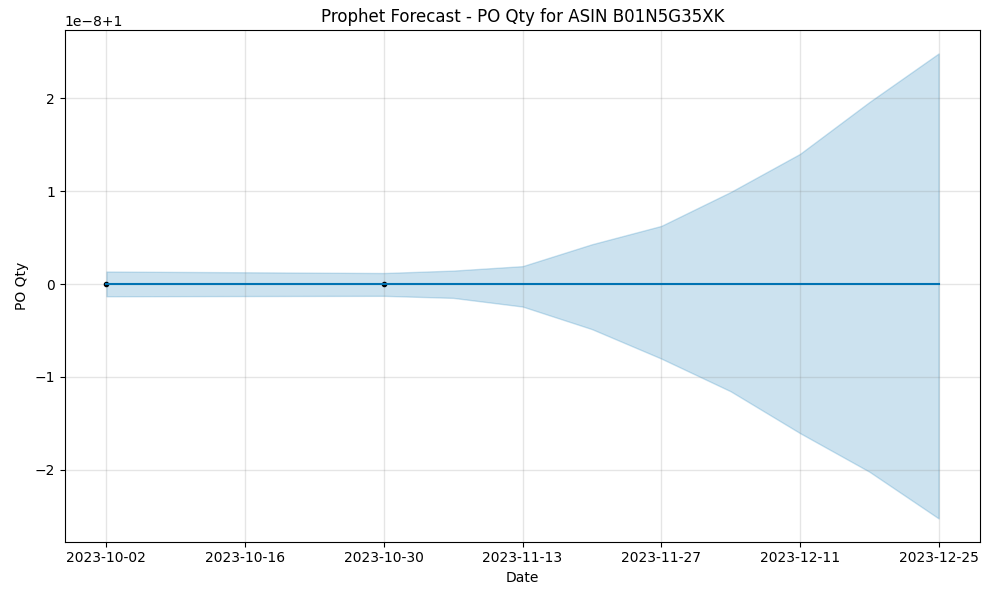 Prophet Forecast - PO Qty for ASIN B01N5G35XK
1e−8+1
2
1
0
−1
−2
PO Qty
2023-10-02 2023-10-16 2023-10-30 2023-11-13 2023-11-27 2023-12-11 2023-12-25
Date